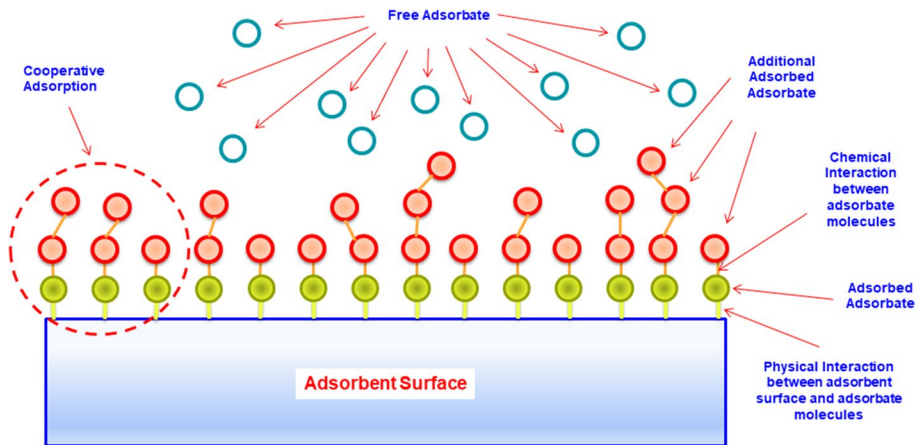 Free Adsorbate
Cooperative
Adsorption
Additional
Adsorbed
Adsorbate
Chemical
Interaction
between
adsorbate
molecules
Adsorbed
Adsorbate
Physical Interaction
between adsorbent
surface and adsorbate
molecules
Adsorbent Surface